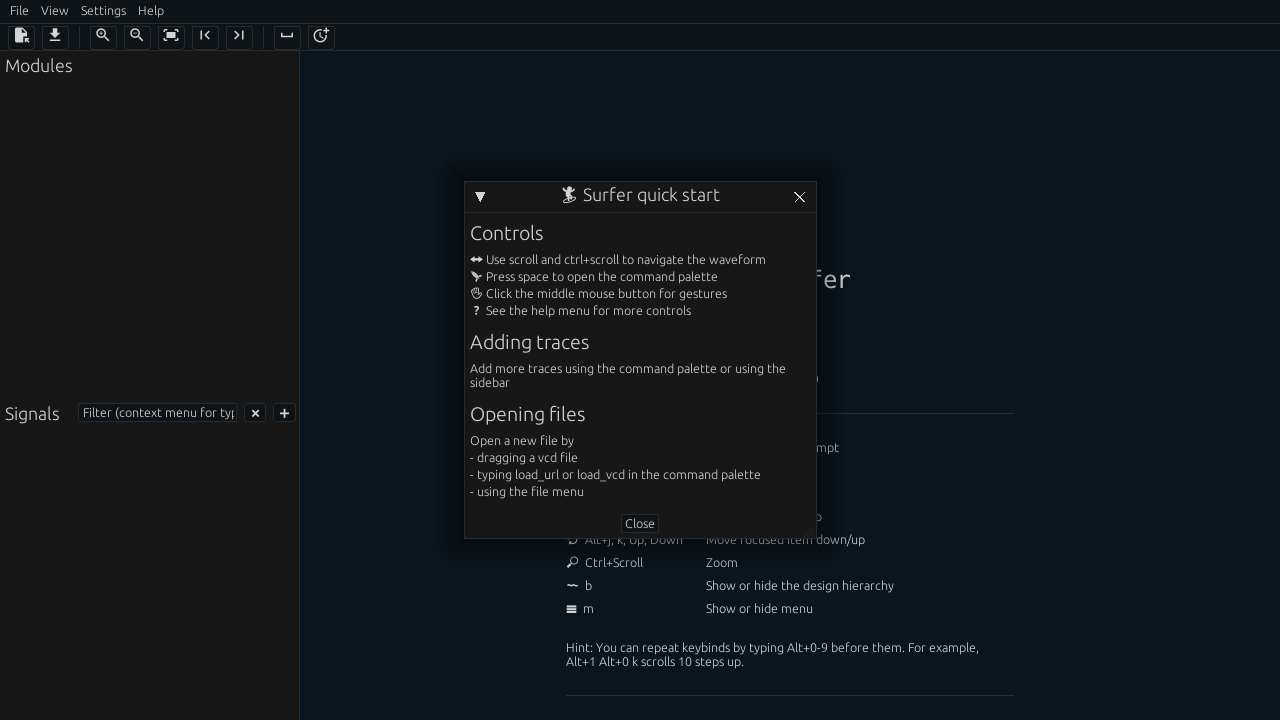 File View Settings Help
Modules
Surfer quick start
Controls
Use scroll and ctrl+scroll to navigate the waveform
Press space to open the command palette
Click the middle mouse button for gestures
? See the help menu for more controls
Adding traces
Add more traces using the command palette or using the
sidebar
Opening files
Open a new file by
- dragging a vcd file
- typing load_url or load_vcd in the command palette
- using the file menu
Close
Signals Filter (context menu for
Alt+j, k, Up, Down Move focused item down/up
Ctrl+Scroll Zoom
b Show or hide the design hierarchy
m Show or hide menu
Hint: You can repeat keybinds by typing Alt+0-9 before them. For example,
Alt+1 Alt+0 k scrolls 10 steps up.